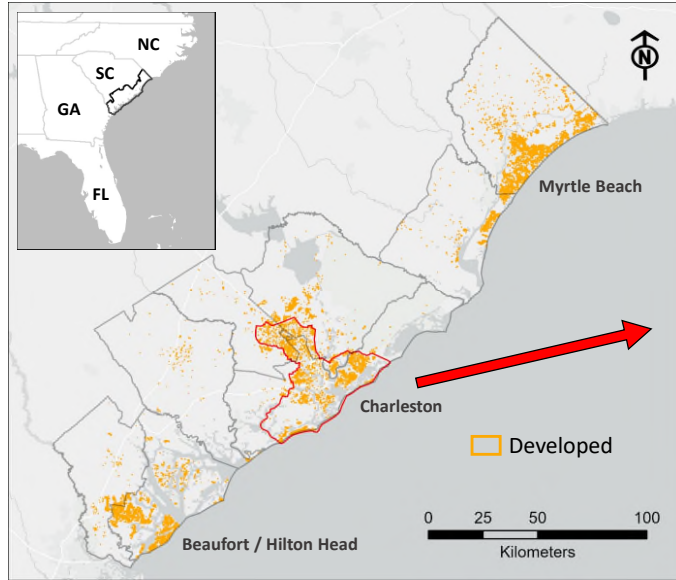 NC
SC
GA
FL
N
Myrtle Beach
Charleston
Developed
Beaufort / Hilton Head
0 25 50 100
Kilometers